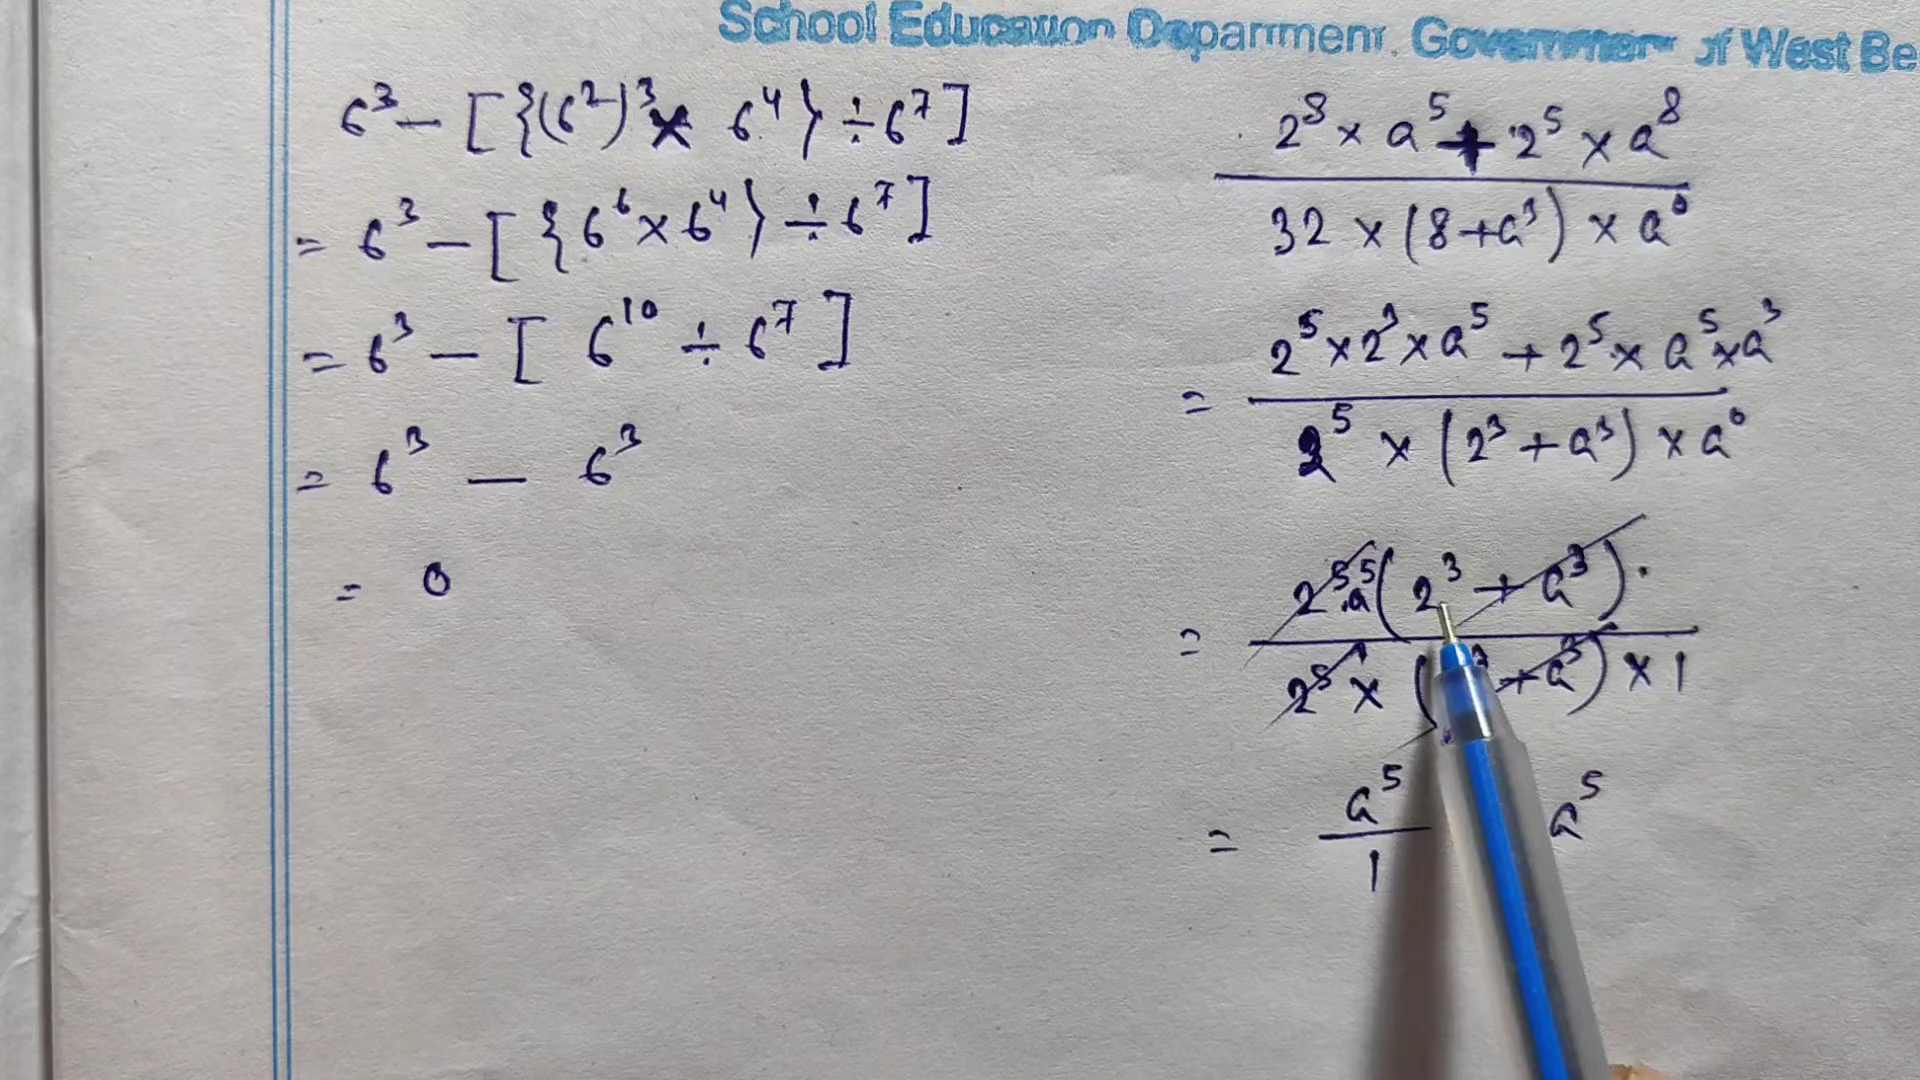 School Education Department, Government of West Be
6³ - [{(6²)³ × 6⁴} ÷ 6⁷]
= 6³ - [{6⁶ × 6⁴} ÷ 6⁷]
= 6³ - [6¹⁰ ÷ 6⁷]
= 6³ - 6³
= 0
2⁸ × a⁵ + 2⁵ × a⁸
32 × (8 + a³) × a⁰
= 2⁵ × 2³ × a⁵ + 2⁵ × a⁵ × a³
2⁵ × (2³ + a³) × a⁰
= 2⁵.a⁵(2³ + a³).
2⁵ × ( + a³) × 1
= a⁵ a⁵
1